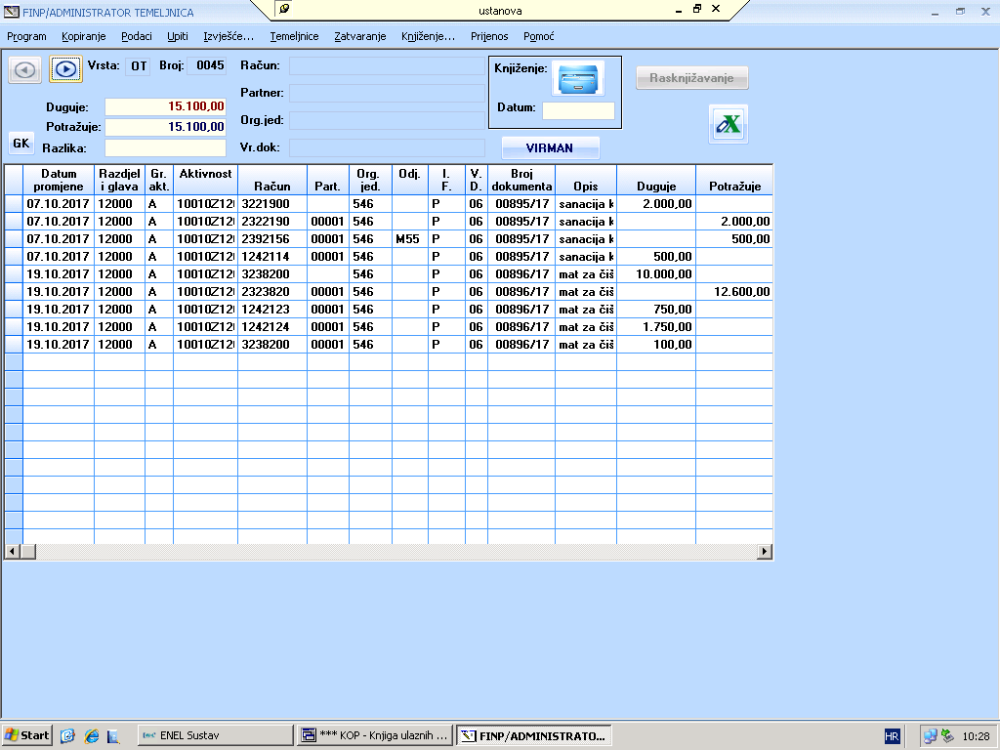 FINP/ADMINISTRATOR TEMELJNICA
ustanova
Program Kopiranje Podaci Upiti Izvješće... Temeljnice Zatvaranje Knjiženje... Prijenos Pomoć
Vrsta: OT Broj: 0045 Račun:
Knjiženje:
Rasknjižavanje
Partner:
Duguje: 15.100,00
Datum:
Potražuje: 15.100,00
Org.jed:
GK
Razlika:
Vr.dok:
VIRMAN
Datum promjene Razdjel i glava Gr. akt. Aktivnost Račun Part. Org. jed. Odj. I. F. V. D. Broj dokumenta Opis Duguje Potražuje
07.10.2017 12000 A 10010Z12 3221900 546 P 06 00895/17 sanacija k 2.000,00
07.10.2017 12000 A 10010Z12 2322190 00001 546 P 06 00895/17 sanacija k 2.000,00
07.10.2017 12000 A 10010Z12 2392156 00001 546 M55 P 06 00895/17 sanacija k 500,00
07.10.2017 12000 A 10010Z12 1242114 00001 546 P 06 00895/17 sanacija k 500,00
19.10.2017 12000 A 10010Z12 3238200 546 P 06 00896/17 mat za čiš 10.000,00
19.10.2017 12000 A 10010Z12 2323820 00001 546 P 06 00896/17 mat za čiš 12.600,00
19.10.2017 12000 A 10010Z12 1242123 00001 546 P 06 00896/17 mat za čiš 750,00
19.10.2017 12000 A 10010Z12 1242124 00001 546 P 06 00896/17 mat za čiš 1.750,00
19.10.2017 12000 A 10010Z12 3238200 00001 546 P 06 00896/17 mat za čiš 100,00
Start ENEL Sustav *** KOP - Knjiga ulaznih ... FINP/ADMINISTRATO... HR 10:28